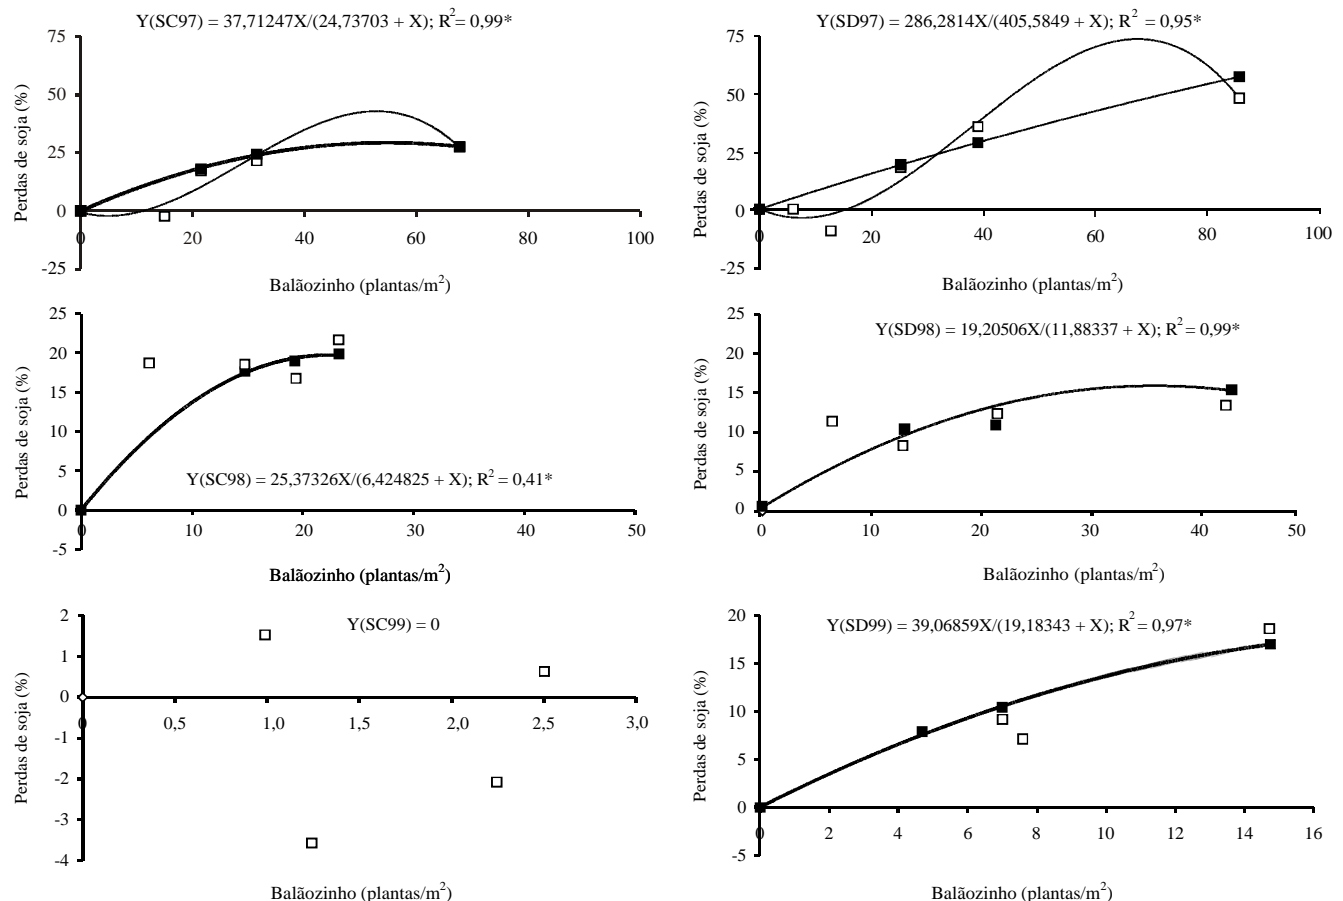 Y(SC97) = 37,71247X/(24,73703 + X); R² = 0,99*
75
50
25
0
-25
0 20 40 60 80 100
Perdas de soja (%)
Balãozinho (plantas/m²)
Y(SD97) = 286,2814X/(405,5849 + X); R² = 0,95*
75
50
25
0
-25
0 20 40 60 80 100
Perdas de soja (%)
Balãozinho (plantas/m²)
25
20
15
10
5
0
-5
Y(SC98) = 25,37326X/(6,424825 + X); R² = 0,41*
0 10 20 30 40 50
Perdas de soja (%)
Balãozinho (plantas/m²)
Y(SD98) = 19,20506X/(11,88337 + X); R² = 0,99*
25
20
15
10
5
0
0 10 20 30 40 50
Perdas de soja (%)
Balãozinho (plantas/m²)
Y(SC99) = 0
2
1
0
-1
-2
-3
-4
0 0,5 1,0 2,0 2,5 3,0
Perdas de soja (%)
Balãozinho (plantas/m²)
Y(SD99) = 39,06859X/(19,18343 + X); R² = 0,97*
20
15
10
5
0
-5
0 2 4 6 8 10 12 14 16
Perdas de soja (%)
Balãozinho (plantas/m²)